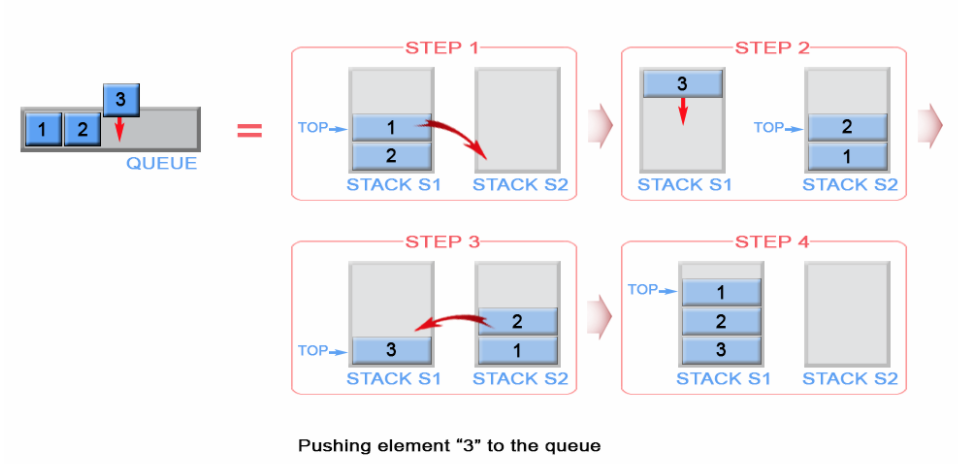 STEP 1
STEP 2
3
3
1
2
QUEUE
=
TOP
1
2
STACK S1
STACK S2
STACK S1
TOP
2
1
STACK S2
STEP 3
STEP 4
TOP
3
STACK S1
2
1
STACK S2
TOP
1
2
3
STACK S1
STACK S2
Pushing element “3” to the queue